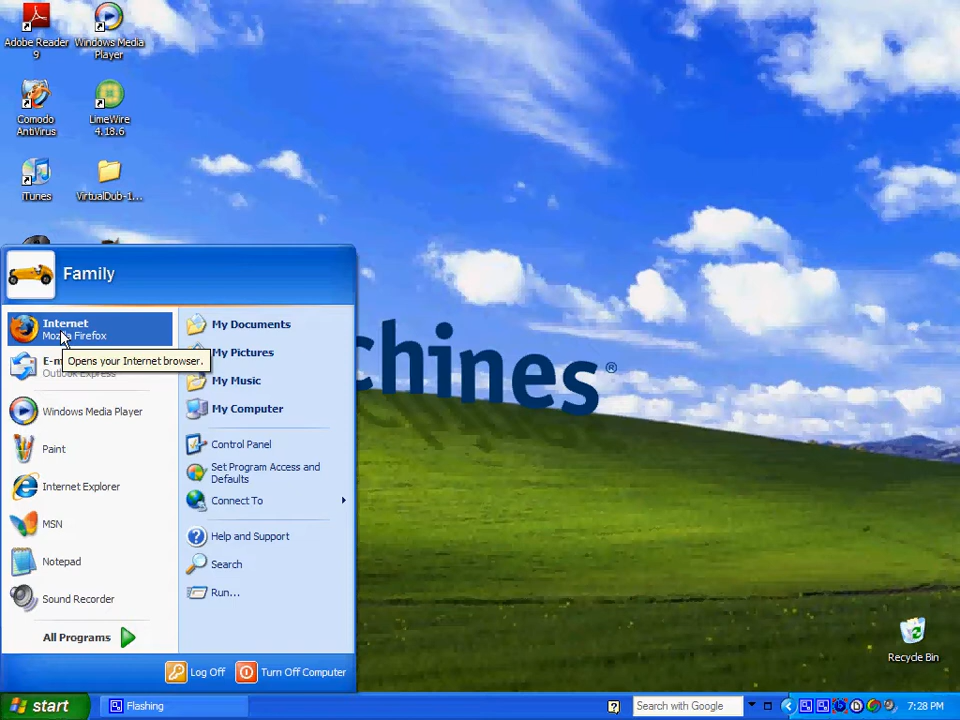 Adobe Reader
9
Windows Media
Player
Comodo
AntiVirus
LimeWire
4.18.6
iTunes
VirtualDub-1...
Family
Internet
Mozilla Firefox
Opens your Internet browser.
Outlook Express
Windows Media Player
Paint
Internet Explorer
MSN
Notepad
Sound Recorder
All Programs
My Documents
My Pictures
My Music
My Computer
Control Panel
Set Program Access and
Defaults
Connect To
Help and Support
Search
Run...
Log Off
Turn Off Computer
chines®
Recycle Bin
start
Flashing
Search with Google
7:28 PM